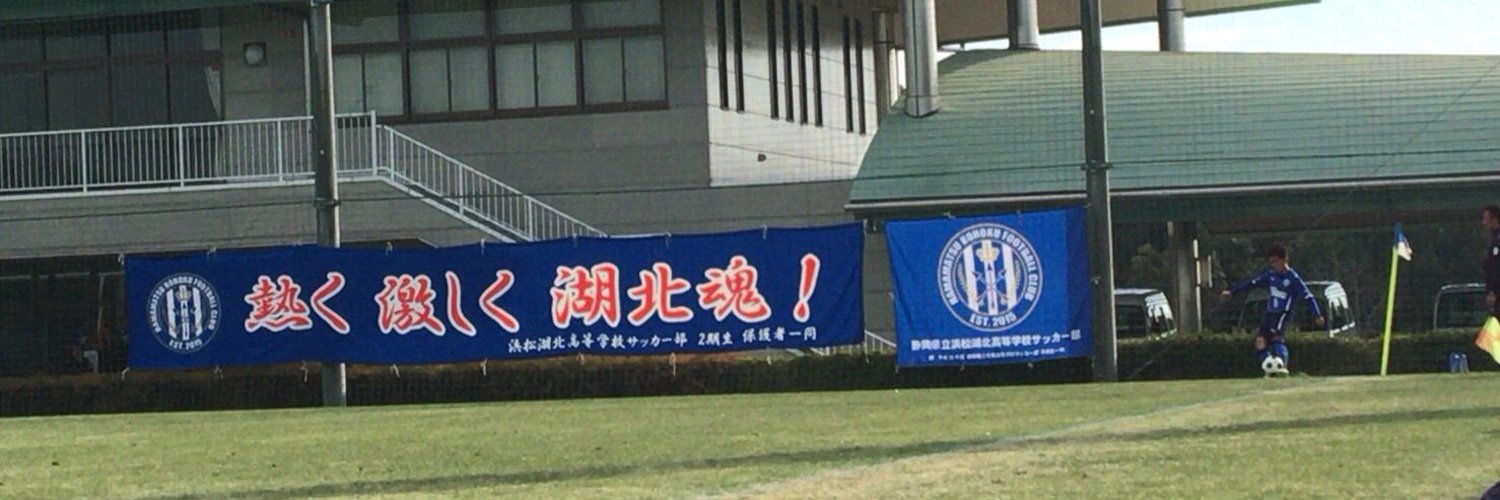 HAMAMATSU KOHOKU FOOTBALL CLUB
EST. 2015
熱く 激しく 湖北魂！
浜松湖北高等学校サッカー部 2期生 保護者一同
HAMAMATSU KOHOKU FOOTBALL CLUB
EST. 2015
静岡県立浜松湖北高等学校サッカー部